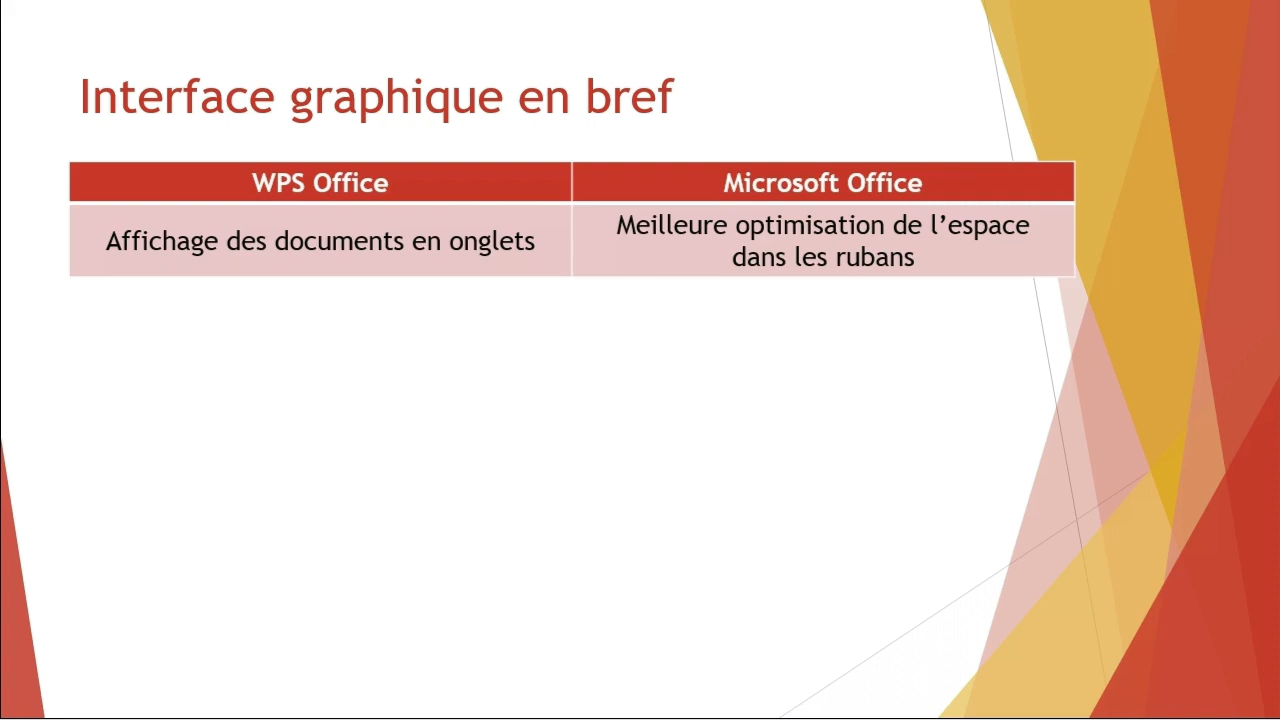 Interface graphique en bref
WPS Office
Microsoft Office
Affichage des documents en onglets
Meilleure optimisation de l’espace
dans les rubans